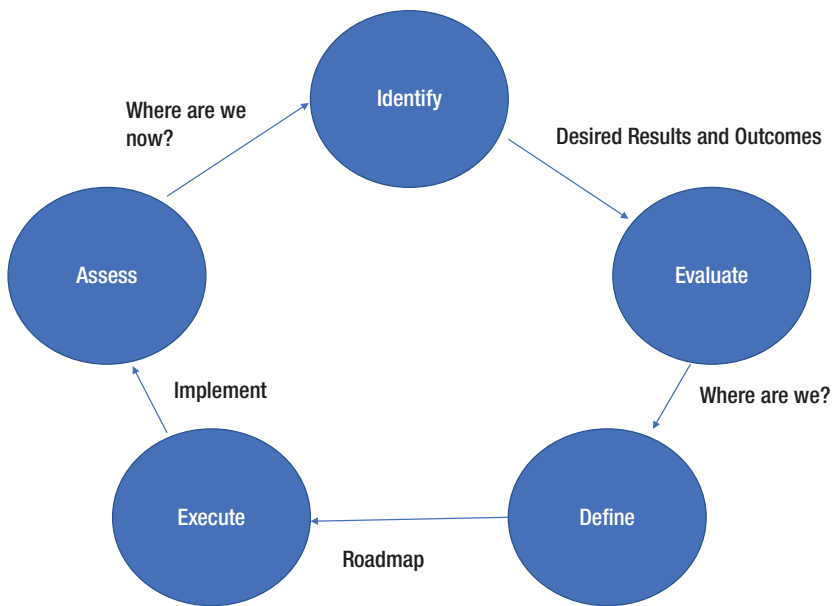 Identify
Where are we
now?
Desired Results and Outcomes
Assess
Evaluate
Implement
Where are we?
Execute
Define
Roadmap